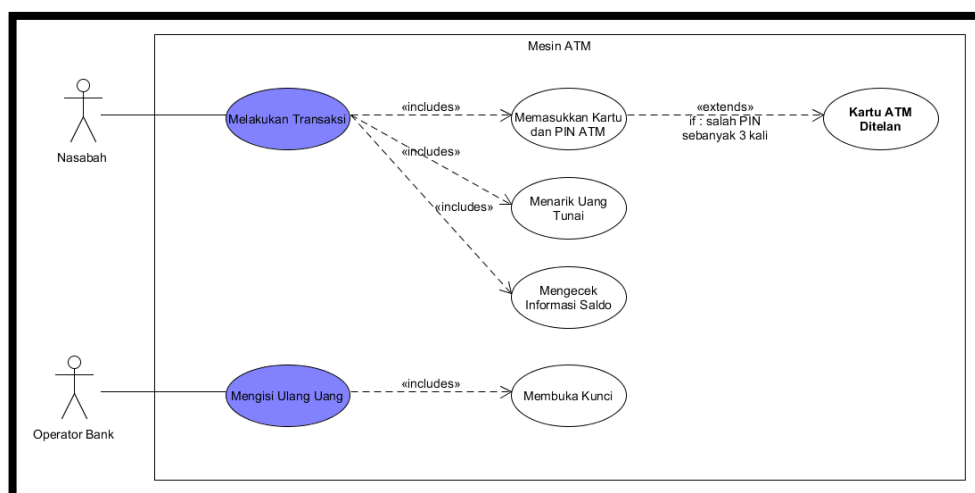 Mesin ATM
Nasabah
Melakukan Transaksi
«includes»
Memasukkan Kartu
dan PIN ATM
«extends»
if : salah PIN
sebanyak 3 kali
Kartu ATM
Ditelan
«includes»
Menarik Uang
Tunai
«includes»
Mengecek
Informasi Saldo
Operator Bank
Mengisi Ulang Uang
«includes»
Membuka Kunci